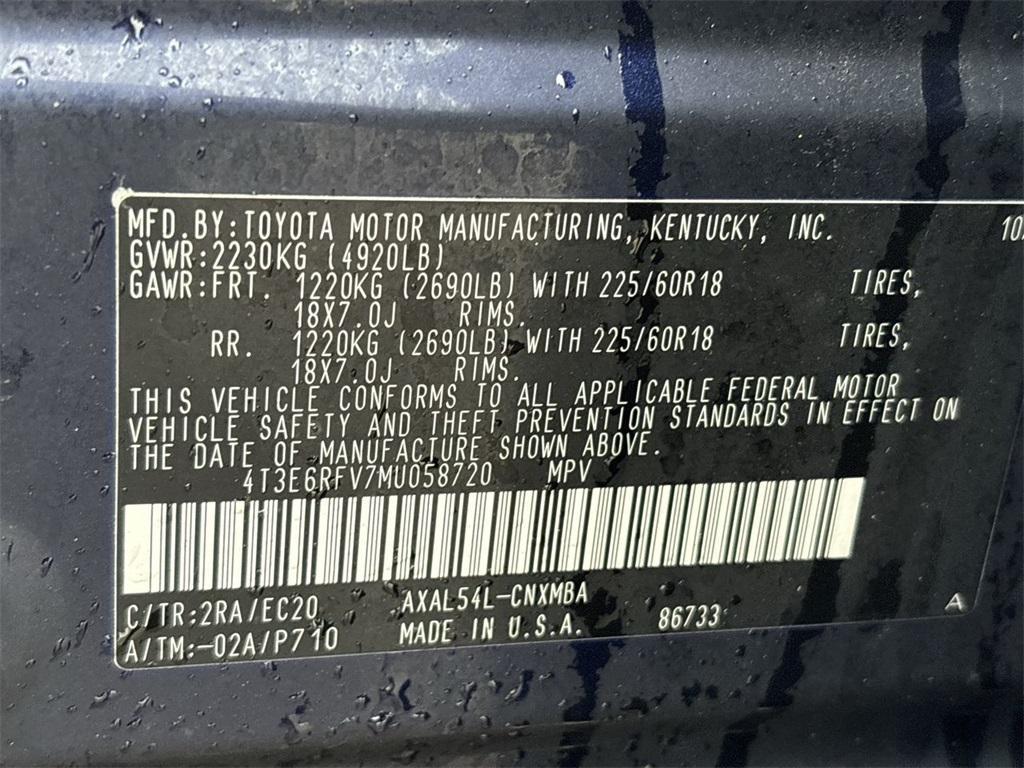 MFD.BY:TOYOTA MOTOR MANUFACTURING, KENTUCKY, INC. 10
GVWR:2230KG (4920LB)
GAWR:FRT. 1220KG (2690LB) WITH 225/60R18 TIRES,
18X7.0J RIMS.
RR. 1220KG (2690LB) WITH 225/60R18 TIRES,
18X7.0J RIMS.
THIS VEHICLE CONFORMS TO ALL APPLICABLE FEDERAL MOTOR
VEHICLE SAFETY AND THEFT PREVENTION STANDARDS IN EFFECT ON
THE DATE OF MANUFACTURE SHOWN ABOVE.
4T3E6RFV7MU058720 MPV
C/TR:2RA/EC20 AXAL54L-CNXMBA
A/TM:-02A/P710 MADE IN U.S.A. 86733 A